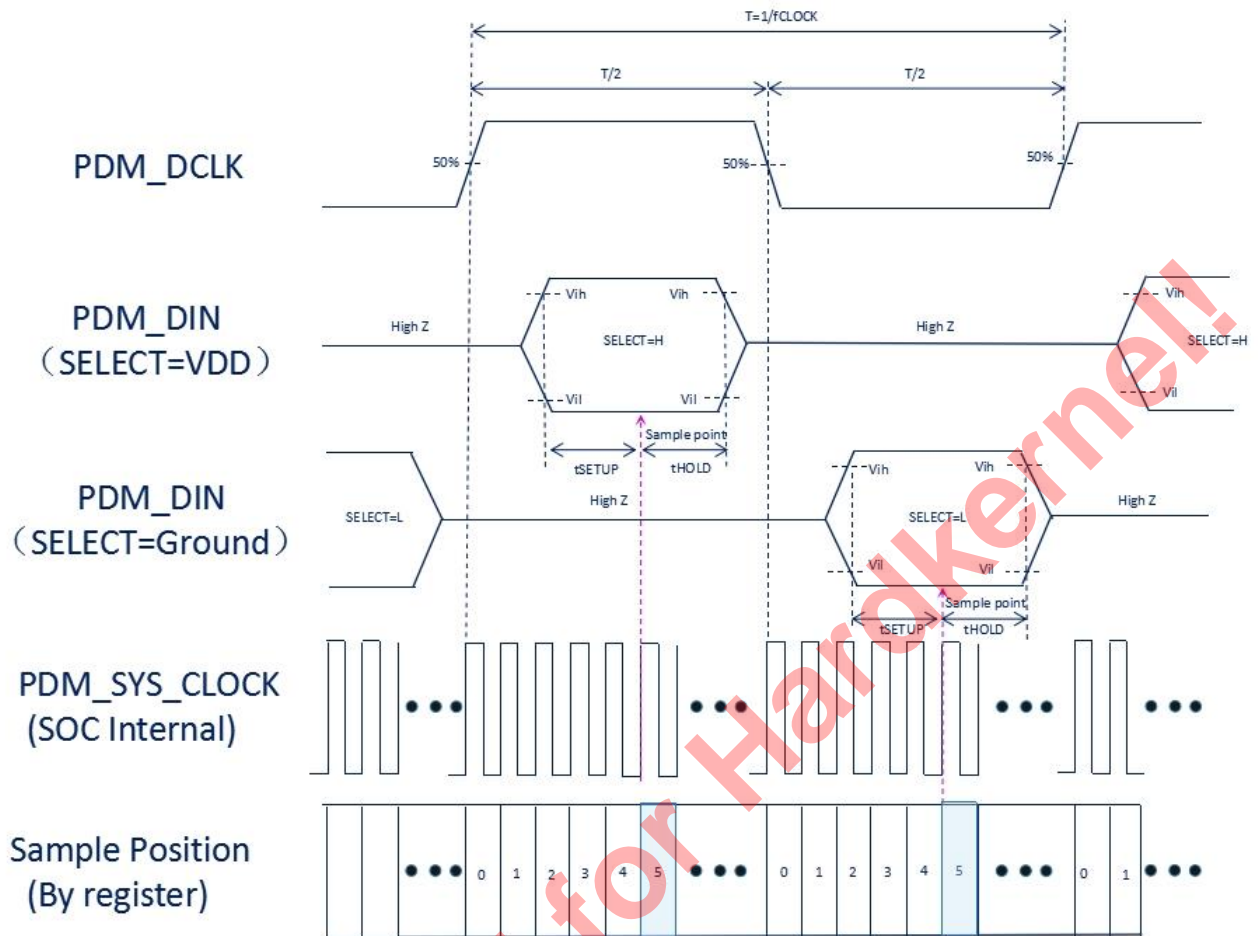 T=1/fCLOCK
T/2
T/2
PDM_DCLK
50%
50%
50%
PDM_DIN
（SELECT=VDD）
High Z
Vih
Vih
SELECT=H
Vil
Vil
High Z
Vih
SELECT=H
Vil
Sample point
tSETUP
tHOLD
PDM_DIN
（SELECT=Ground）
SELECT=L
High Z
Vih
Vih
SELECT=L
Vil
Vil
High Z
Sample point
tSETUP
tHOLD
PDM_SYS_CLOCK
(SOC Internal)
Sample Position
(By register)
0 1 2 3 4 5 0 1 2 3 4 5 0 1
for Hardkernel!